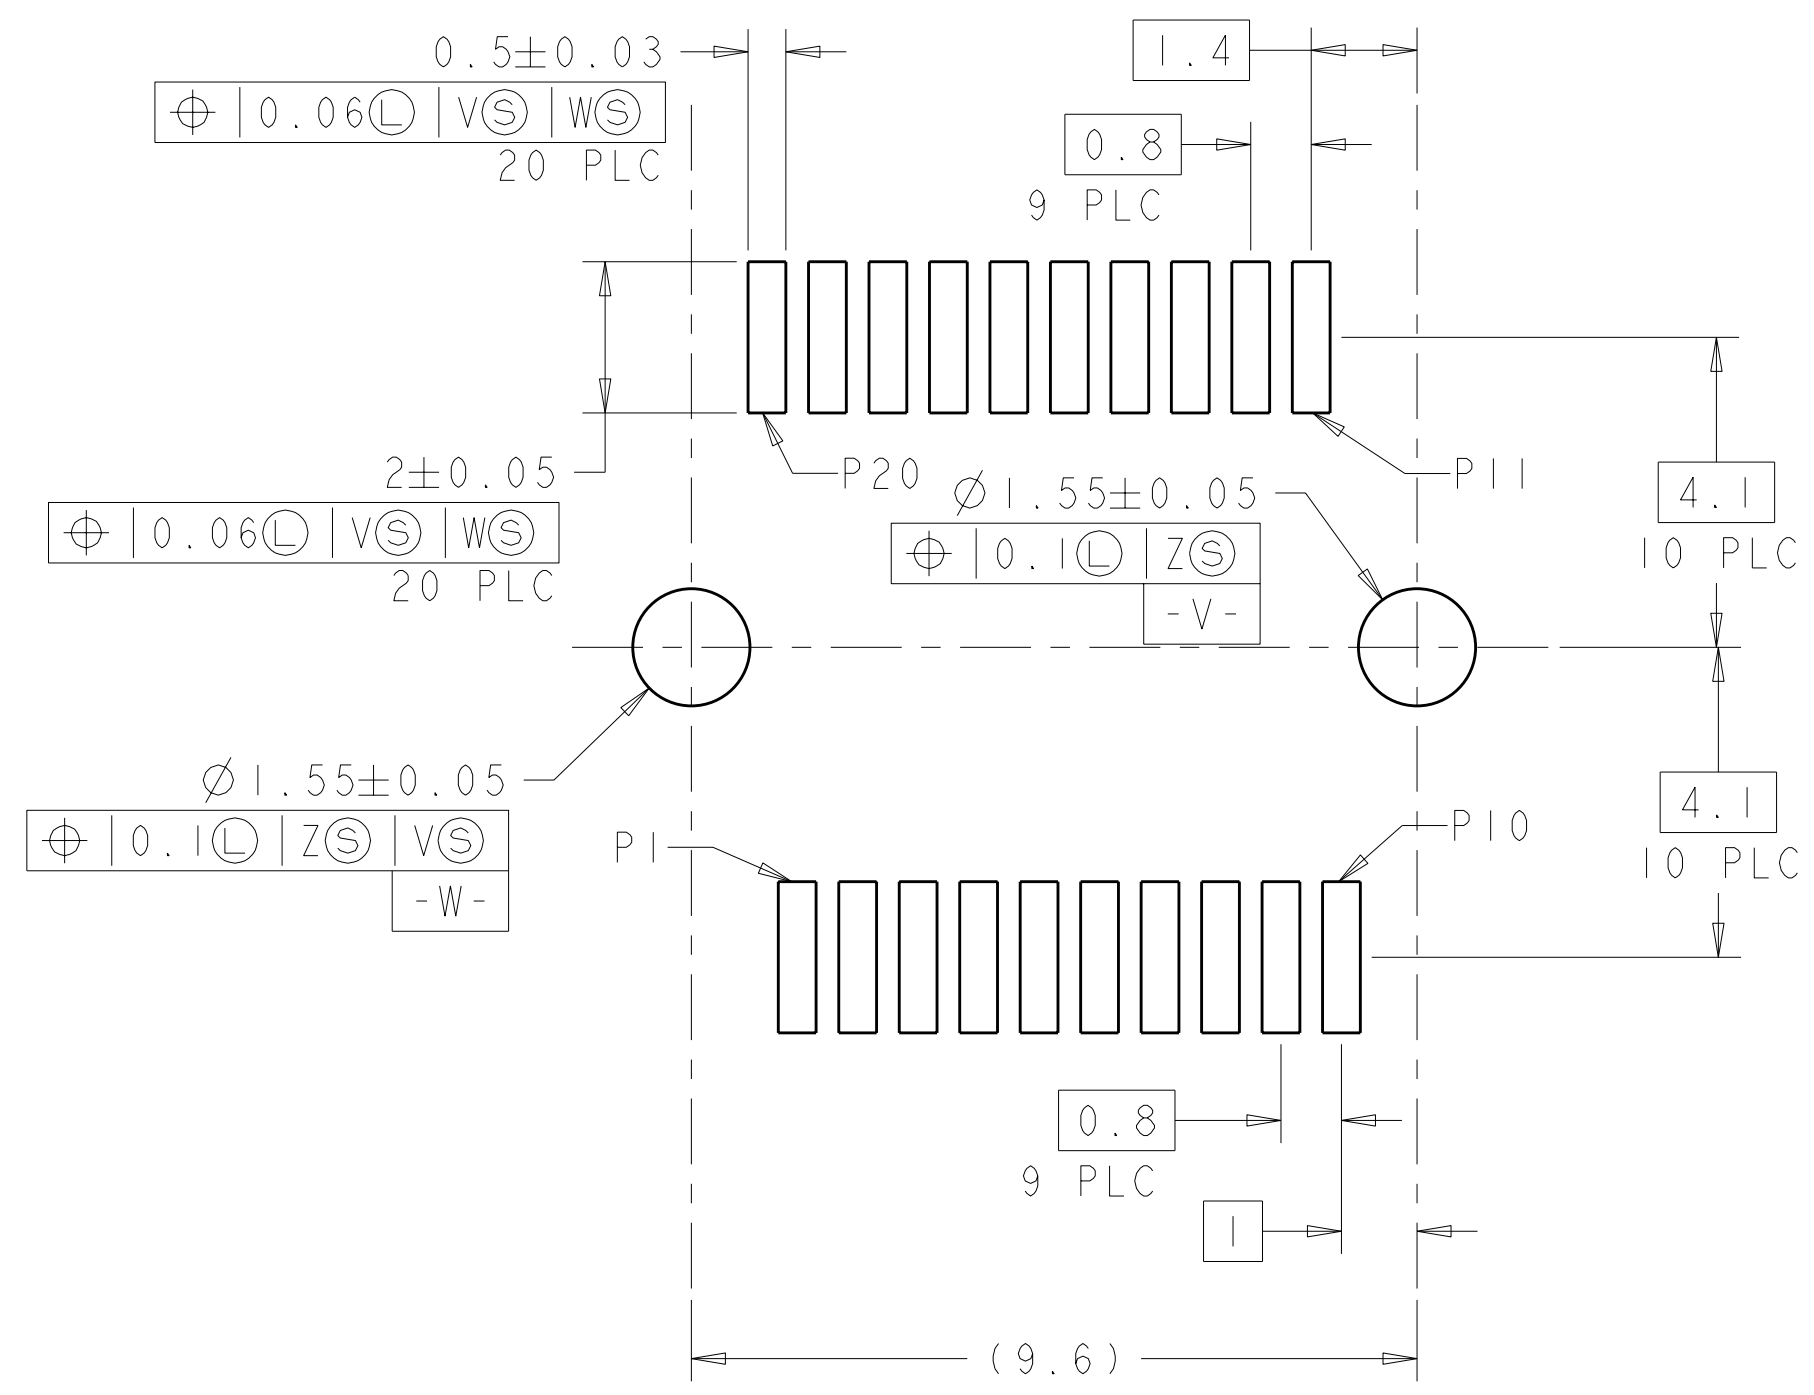 0.5±0.03
⌖ 0.06Ⓛ VⓈ WⓈ
20 PLC
1.4
0.8
9 PLC
2±0.05
⌖ 0.06Ⓛ VⓈ WⓈ
20 PLC
P20
P11
Ø1.55±0.05
⌖ 0.1Ⓛ ZⓈ
-V-
4.1
10 PLC
Ø1.55±0.05
⌖ 0.1Ⓛ ZⓈ VⓈ
-W-
P1
P10
4.1
10 PLC
0.8
9 PLC
1
(9.6)